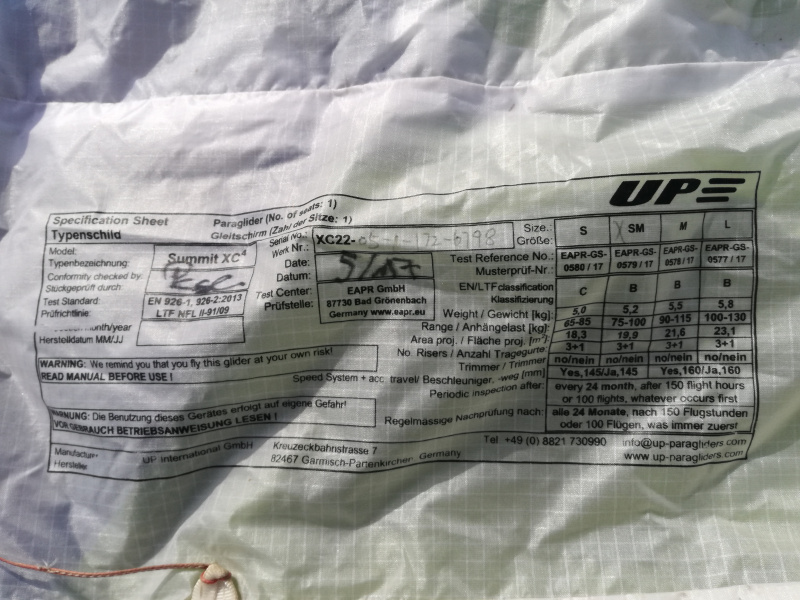 UP
Specification Sheet
Typenschild
Paraglider (No. of seats: 1)
Gleitschirm (Zahl der Sitze: 1)
Model:
Typenbezeichnung:
Summit XC⁴
Conformity checked by:
Stückgeprüft durch:
Test Standard:
Prüfrichtlinie:
EN 926-1, 926-2:2013
LTF NFL II-91/09
month/year
Herstelldatum MM/JJ
Serial No.:
Werk Nr.:
XC22-05-1-172-6798
Date:
Datum:
5/17
Test Center:
Prüfstelle:
EAPR GmbH
87730 Bad Grönenbach
Germany www.eapr.eu
Size:
Größe:
S X SM M L
Test Reference No.:
Musterprüf-Nr.:
EAPR-GS-0580 / 17 EAPR-GS-0579 / 17 EAPR-GS-0578 / 17 EAPR-GS-0577 / 17
EN/LTF classification
Klassifizierung
C B B B
Weight / Gewicht [kg]: 5,0 5,2 5,5 5,8
Range / Anhängelast [kg]: 65-85 75-100 90-115 100-130
Area proj. / Fläche proj. [m²]: 18,3 19,9 21,6 23,1
No. Risers / Anzahl Tragegurte: 3+1 3+1 3+1 3+1
Trimmer / Trimmer: no/nein no/nein no/nein no/nein
Speed System + acc. travel/ Beschleuniger. -weg [mm] Yes,145/Ja,145 Yes,160/Ja,160
Periodic inspection after: every 24 month, after 150 flight hours
or 100 flights, whatever occurs first
Regelmässige Nachprüfung nach: alle 24 Monate, nach 150 Flugstunden
oder 100 Flügen, was immer zuerst
WARNING: We remind you that you fly this glider at your own risk!
READ MANUAL BEFORE USE !
WARNUNG: Die Benutzung dieses Gerätes erfolgt auf eigene Gefahr!
VOR GEBRAUCH BETRIEBSANWEISUNG LESEN !
Manufactur
Hersteller
UP International GmbH
Kreuzeckbahnstrasse 7
82467 Garmisch-Partenkirchen, Germany
Tel +49 (0) 8821 730990 info@up-paragliders.com
www.up-paragliders.com